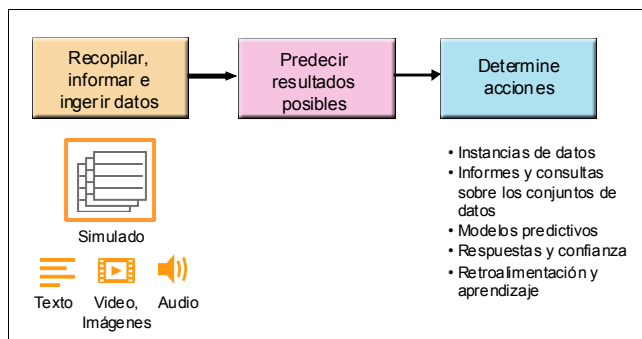 Recopilar,
informar e
ingerir datos
Predecir
resultados
posibles
Determine
acciones
Simulado
Texto
Video,
Imágenes
Audio
• Instancias de datos
• Informes y consultas
sobre los conjuntos de
datos
• Modelos predictivos
• Respuestas y confianza
• Retroalimentación y
aprendizaje